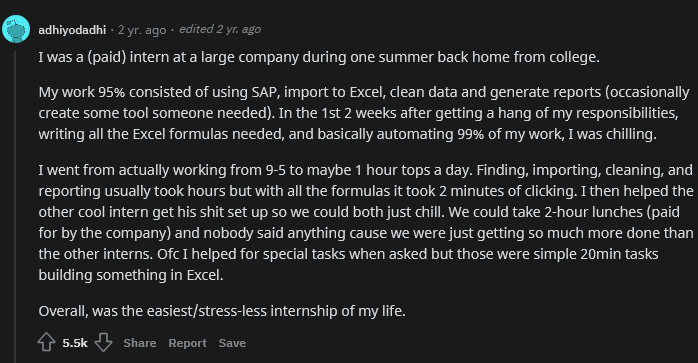 adhiyodadhi · 2 yr. ago · edited 2 yr. ago
I was a (paid) intern at a large company during one summer back home from college.
My work 95% consisted of using SAP, import to Excel, clean data and generate reports (occasionally
create some tool someone needed). In the 1st 2 weeks after getting a hang of my responsibilities,
writing all the Excel formulas needed, and basically automating 99% of my work, I was chilling.
I went from actually working from 9-5 to maybe 1 hour tops a day. Finding, importing, cleaning, and
reporting usually took hours but with all the formulas it took 2 minutes of clicking. I then helped the
other cool intern get his shit set up so we could both just chill. We could take 2-hour lunches (paid
for by the company) and nobody said anything cause we were just getting so much more done than
the other interns. Ofc I helped for special tasks when asked but those were simple 20min tasks
building something in Excel.
Overall, was the easiest/stress-less internship of my life.
5.5k Share Report Save